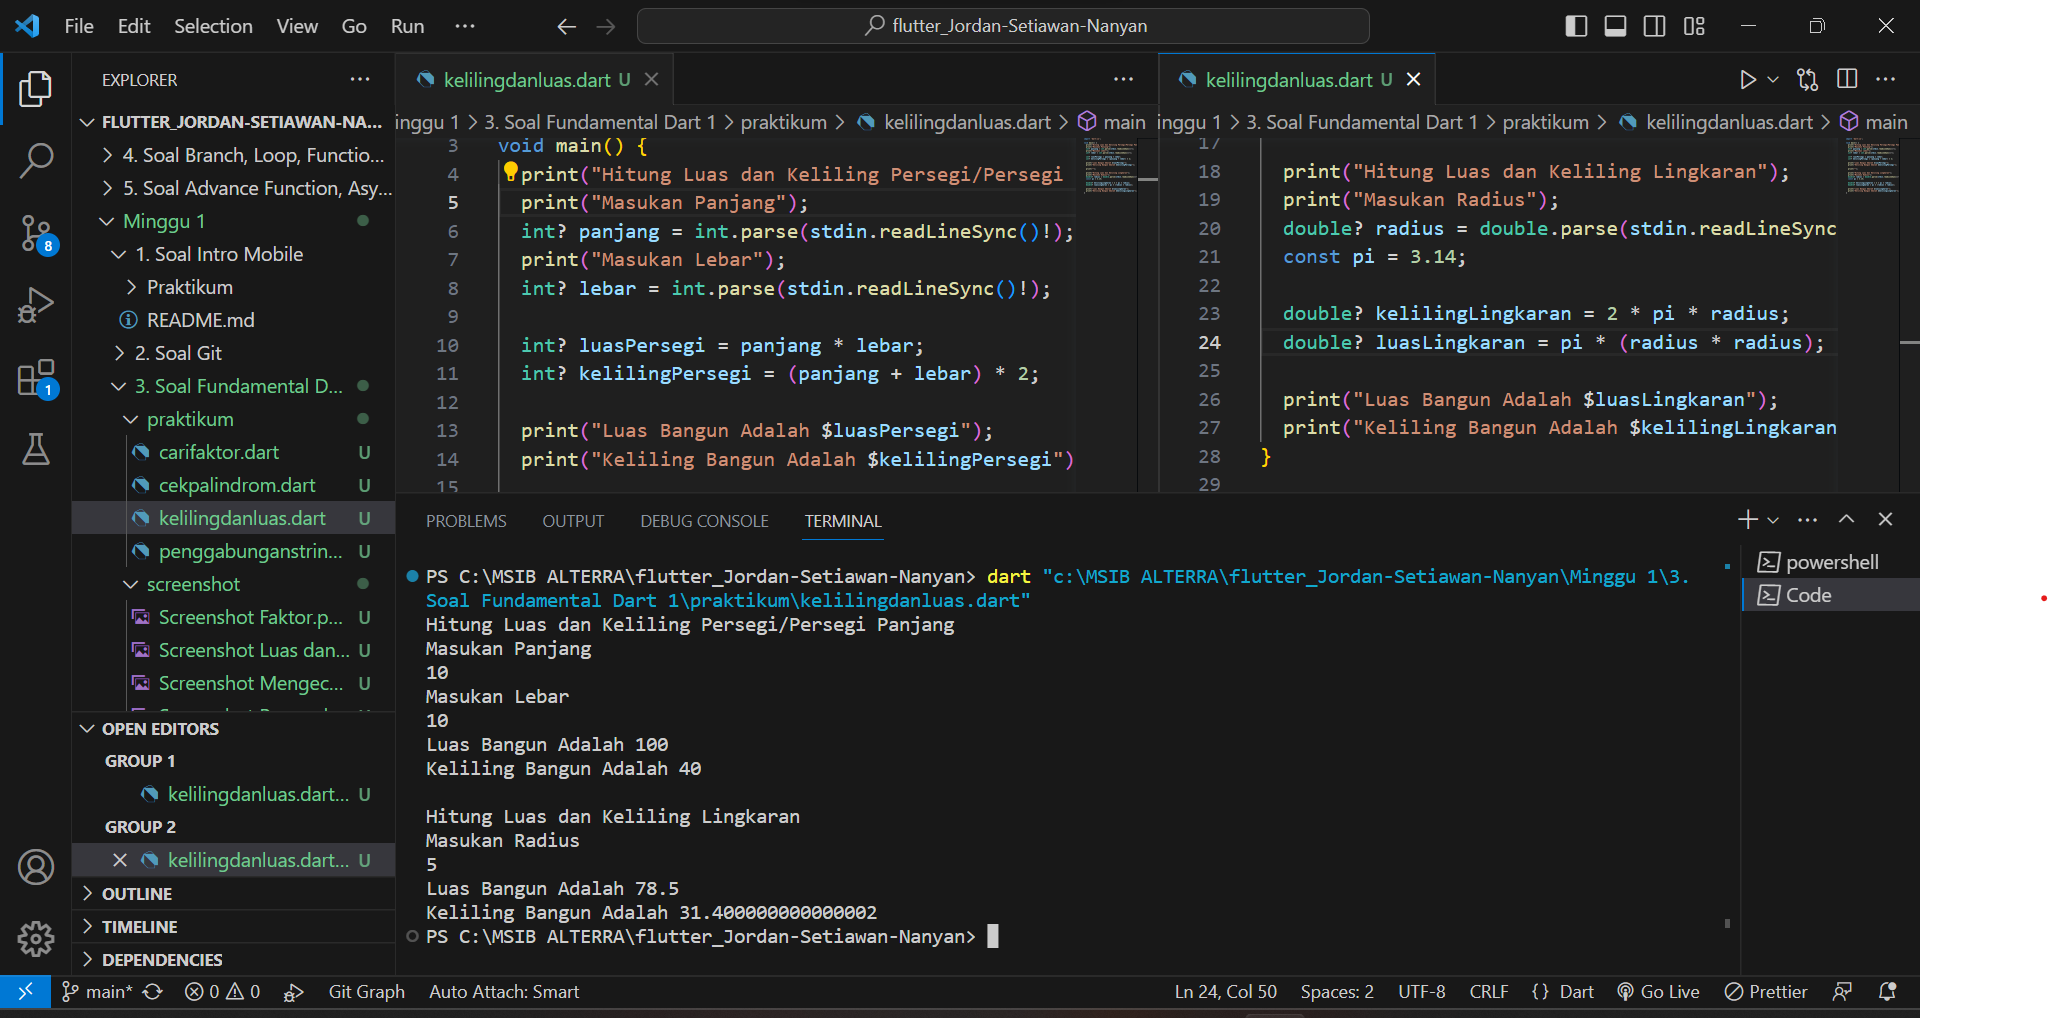 File Edit Selection View Go Run ··· flutter_Jordan-Setiawan-Nanyan
EXPLORER ···
FLUTTER_JORDAN-SETIAWAN-NA...
4. Soal Branch, Loop, Functio...
5. Soal Advance Function, Asy...
Minggu 1
1. Soal Intro Mobile
Praktikum
README.md
2. Soal Git
3. Soal Fundamental D...
praktikum
carifaktor.dart U
cekpalindrom.dart U
kelilingdanluas.dart U
penggabunganstrin... U
screenshot
Screenshot Faktor.p... U
Screenshot Luas dan... U
Screenshot Mengec... U
OPEN EDITORS
GROUP 1
kelilingdanluas.dart... U
GROUP 2
kelilingdanluas.dart... U
OUTLINE
TIMELINE
DEPENDENCIES
8
1
kelilingdanluas.dart U
inggu 1 > 3. Soal Fundamental Dart 1 > praktikum > kelilingdanluas.dart > main
3 void main() {
4 print("Hitung Luas dan Keliling Persegi/Persegi
5 print("Masukan Panjang");
6 int? panjang = int.parse(stdin.readLineSync()!);
7 print("Masukan Lebar");
8 int? lebar = int.parse(stdin.readLineSync()!);
9
10 int? luasPersegi = panjang * lebar;
11 int? kelilingPersegi = (panjang + lebar) * 2;
12
13 print("Luas Bangun Adalah $luasPersegi");
14 print("Keliling Bangun Adalah $kelilingPersegi")
15
kelilingdanluas.dart U
inggu 1 > 3. Soal Fundamental Dart 1 > praktikum > kelilingdanluas.dart > main
17
18 print("Hitung Luas dan Keliling Lingkaran");
19 print("Masukan Radius");
20 double? radius = double.parse(stdin.readLineSync
21 const pi = 3.14;
22
23 double? kelilingLingkaran = 2 * pi * radius;
24 double? luasLingkaran = pi * (radius * radius);
25
26 print("Luas Bangun Adalah $luasLingkaran");
27 print("Keliling Bangun Adalah $kelilingLingkaran
28 }
29
PROBLEMS OUTPUT DEBUG CONSOLE TERMINAL
PS C:\MSIB ALTERRA\flutter_Jordan-Setiawan-Nanyan> dart "c:\MSIB ALTERRA\flutter_Jordan-Setiawan-Nanyan\Minggu 1\3.
Soal Fundamental Dart 1\praktikum\kelilingdanluas.dart"
Hitung Luas dan Keliling Persegi/Persegi Panjang
Masukan Panjang
10
Masukan Lebar
10
Luas Bangun Adalah 100
Keliling Bangun Adalah 40
Hitung Luas dan Keliling Lingkaran
Masukan Radius
5
Luas Bangun Adalah 78.5
Keliling Bangun Adalah 31.400000000000002
PS C:\MSIB ALTERRA\flutter_Jordan-Setiawan-Nanyan>
powershell
Code
main* 0 0 Git Graph Auto Attach: Smart Ln 24, Col 50 Spaces: 2 UTF-8 CRLF {} Dart Go Live Prettier